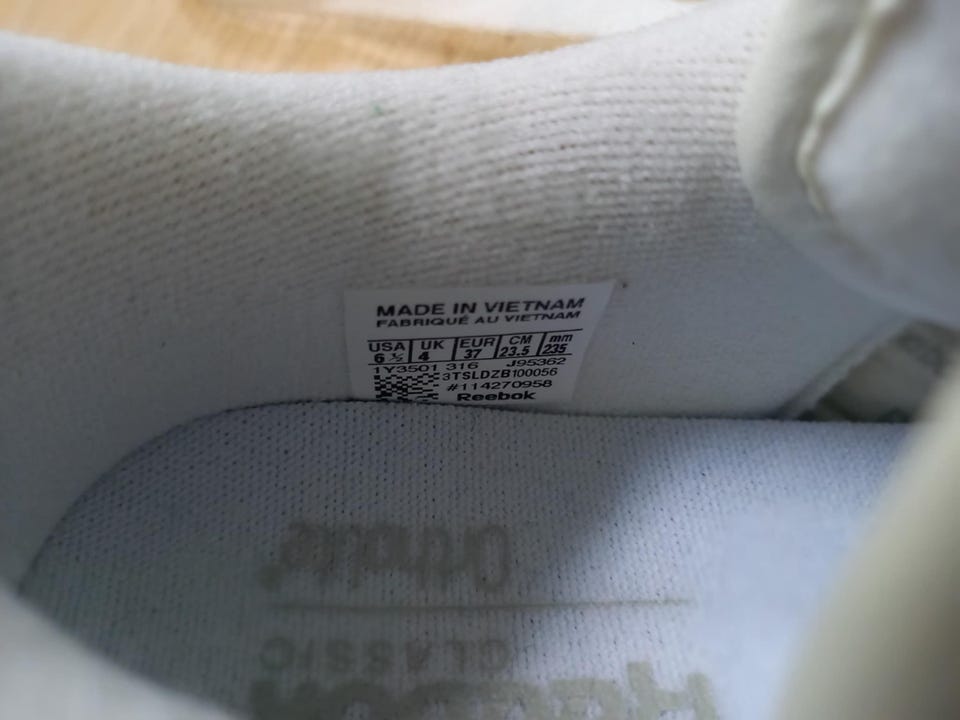 MADE IN VIETNAM
FABRIQUÉ AU VIETNAM
USA UK EUR CM mm
6 ½ 4 37 23.5 235
1Y3501 316 J95362
3TSLDZB100056
#114270958
Reebok
Ortholite
CLASSIC
Reebok